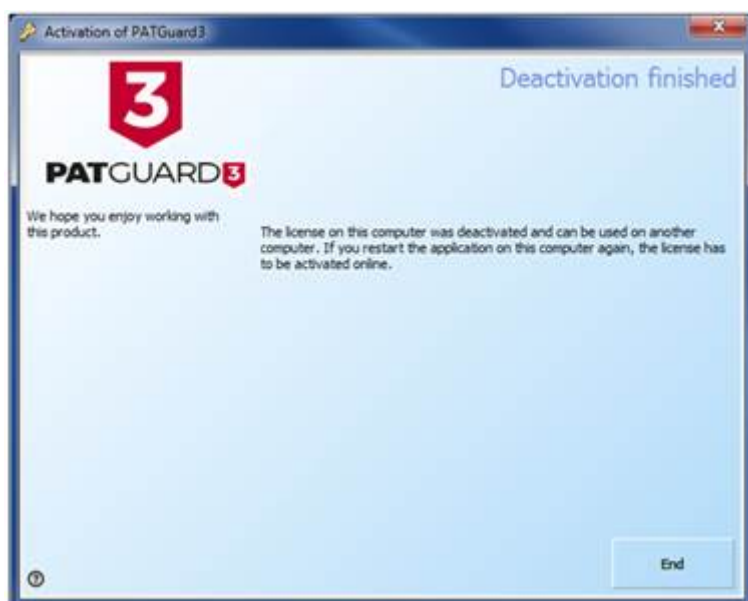 Activation of PATGuard3
Deactivation finished
3
PATGUARD3
We hope you enjoy working with
this product.
The license on this computer was deactivated and can be used on another
computer. If you restart the application on this computer again, the license has
to be activated online.
End
?